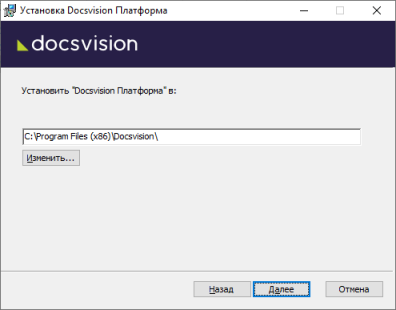 Установка Docsvision Платформа
docsvision
Установить "Docsvision Платформа" в:
C:\Program Files (x86)\Docsvision\
Изменить...
Назад
Далее
Отмена